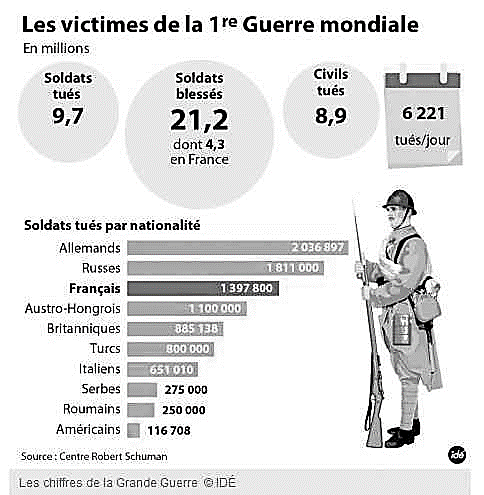 Les victimes de la 1re Guerre mondiale
En millions
Soldats
tués
9,7
Soldats
blessés
21,2
dont 4,3
en France
Civils
tués
8,9
6 221
tués/jour
Soldats tués par nationalité
Allemands 2 036 897
Russes 1 811 000
Français 1 397 800
Austro-Hongrois 1 100 000
Britanniques 885 138
Turcs 800 000
Italiens 651 010
Serbes 275 000
Roumains 250 000
Américains 116 708
Source : Centre Robert Schuman
idé
Les chiffres de la Grande Guerre © IDÉ